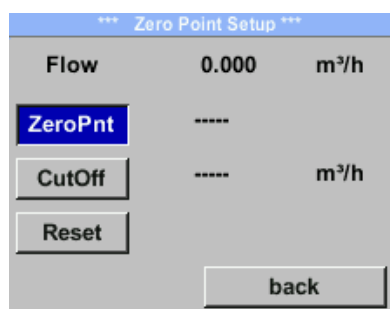 *** Zero Point Setup ***
Flow 0.000 m³/h
ZeroPnt -----
CutOff ----- m³/h
Reset
back